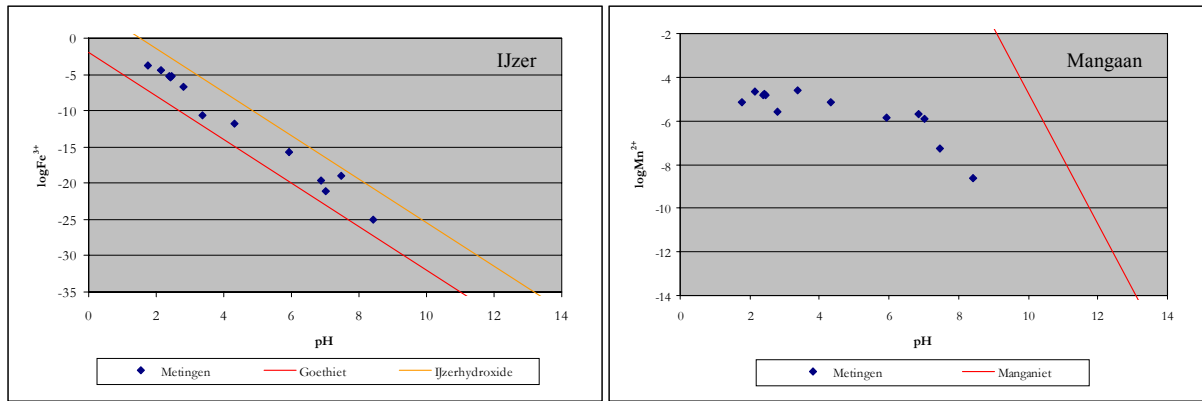 IJzer
0
-5
-10
-15
-20
-25
-30
-35
logFe³⁺
0 2 4 6 8 10 12 14
pH
Metingen Goethiet IJzerhydroxide
Mangaan
-2
-4
-6
-8
-10
-12
-14
logMn²⁺
0 2 4 6 8 10 12 14
pH
Metingen Manganiet